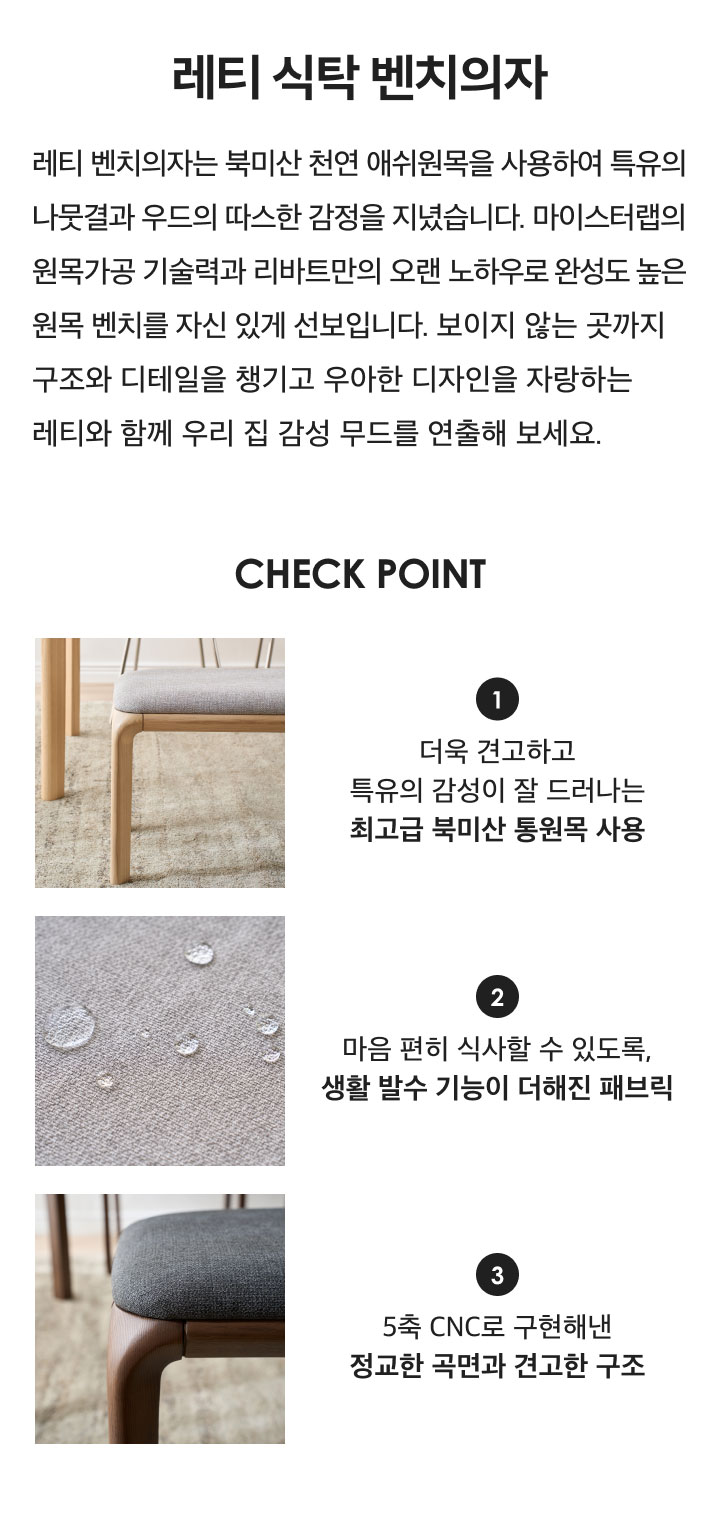 레티 식탁 벤치의자
레티 벤치의자는 북미산 천연 애쉬원목을 사용하여 특유의
나뭇결과 우드의 따스한 감정을 지녔습니다. 마이스터랩의
원목가공 기술력과 리바트만의 오랜 노하우로 완성도 높은
원목 벤치를 자신 있게 선보입니다. 보이지 않는 곳까지
구조와 디테일을 챙기고 우아한 디자인을 자랑하는
레티와 함께 우리 집 감성 무드를 연출해 보세요.
CHECK POINT
1
더욱 견고하고
특유의 감성이 잘 드러나는
최고급 북미산 통원목 사용
2
마음 편히 식사할 수 있도록,
생활 발수 기능이 더해진 패브릭
3
5축 CNC로 구현해낸
정교한 곡면과 견고한 구조